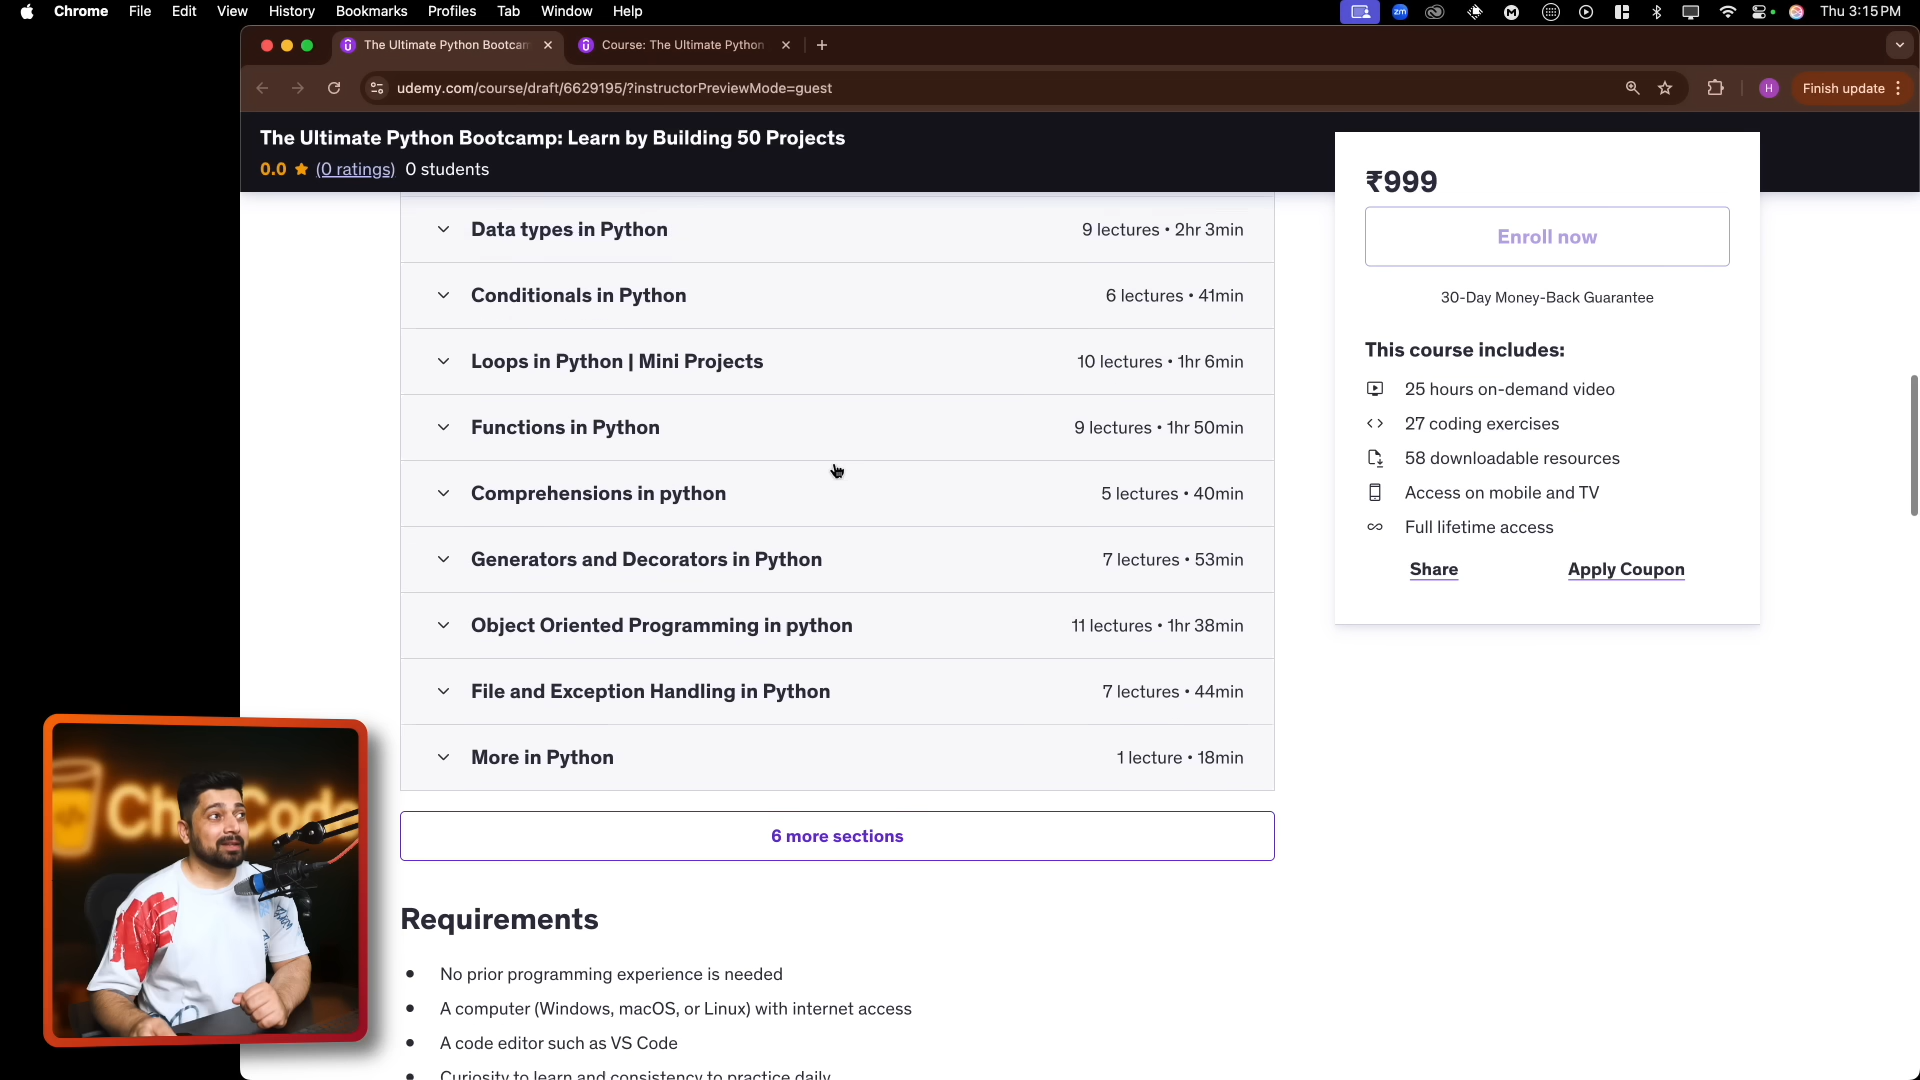 Chrome File Edit View History Bookmarks Profiles Tab Window Help
zm
Thu 3:15 PM
The Ultimate Python Bootcam
Course: The Ultimate Python
udemy.com/course/draft/6629195/?instructorPreviewMode=guest
H
Finish update
The Ultimate Python Bootcamp: Learn by Building 50 Projects
0.0 ★ (0 ratings) 0 students
₹999
Enroll now
30-Day Money-Back Guarantee
This course includes:
25 hours on-demand video
27 coding exercises
58 downloadable resources
Access on mobile and TV
Full lifetime access
Share
Apply Coupon
Data types in Python
9 lectures • 2hr 3min
Conditionals in Python
6 lectures • 41min
Loops in Python | Mini Projects
10 lectures • 1hr 6min
Functions in Python
9 lectures • 1hr 50min
Comprehensions in python
5 lectures • 40min
Generators and Decorators in Python
7 lectures • 53min
Object Oriented Programming in python
11 lectures • 1hr 38min
File and Exception Handling in Python
7 lectures • 44min
More in Python
1 lecture • 18min
6 more sections
Requirements
• No prior programming experience is needed
• A computer (Windows, macOS, or Linux) with internet access
• A code editor such as VS Code
• Curiosity to learn and consistency to practice daily